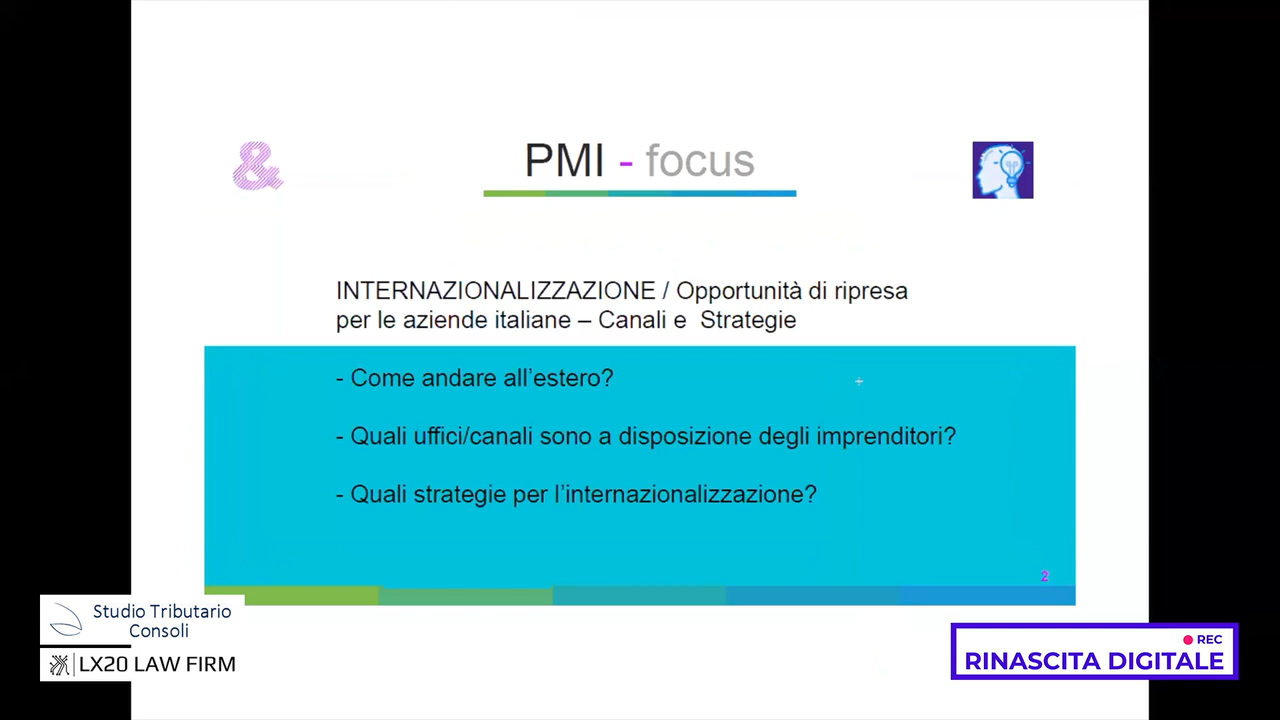 &
PMI - focus
INTERNAZIONALIZZAZIONE / Opportunità di ripresa
per le aziende italiane – Canali e Strategie
- Come andare all'estero?
- Quali uffici/canali sono a disposizione degli imprenditori?
- Quali strategie per l'internazionalizzazione?
2
Studio Tributario
Consoli
LX20 LAW FIRM
REC
RINASCITA DIGITALE